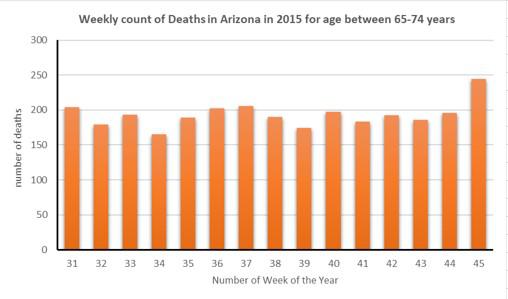 Weekly count of Deaths in Arizona in 2015 for age between 65-74 years
300
250
200
150
100
50
0
number of deaths
31 32 33 34 35 36 37 38 39 40 41 42 43 44 45
Number of Week of the Year